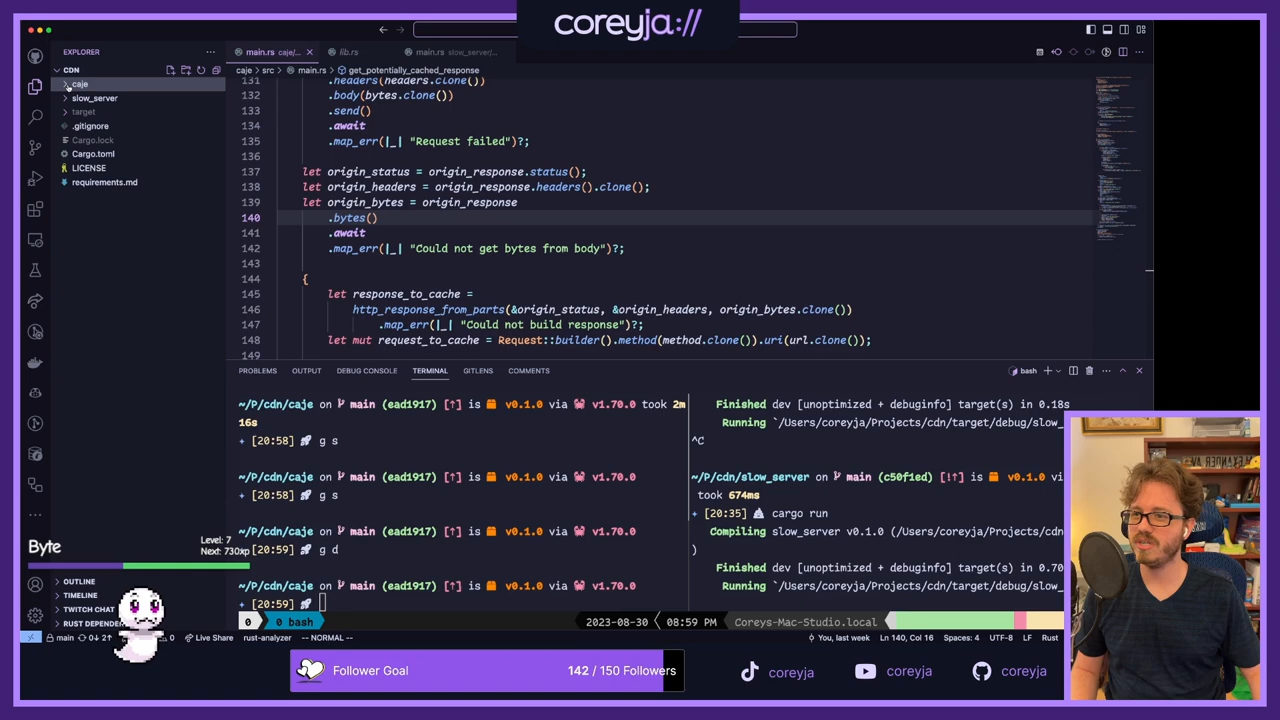 coreyja://
EXPLORER
CDN
caje
slow_server
target
.gitignore
Cargo.lock
Cargo.toml
LICENSE
requirements.md
OUTLINE
TIMELINE
TWITCH CHAT
RUST DEPENDE
main.rs caje/...
lib.rs
main.rs slow_server/...
caje > src > main.rs > get_potentially_cached_response
131 .headers(headers.clone())
132 .body(bytes.clone())
133 .send()
134 .await
135 .map_err(|_| "Request failed")?;
136
137 let origin_status = origin_response.status();
138 let origin_headers = origin_response.headers().clone();
139 let origin_bytes = origin_response
140 .bytes()
141 .await
142 .map_err(|_| "Could not get bytes from body")?;
143
144 {
145 let response_to_cache =
146 http_response_from_parts(&origin_status, &origin_headers, origin_bytes.clone())
147 .map_err(|_| "Could not build response")?;
148 let mut request_to_cache = Request::builder().method(method.clone()).uri(url.clone());
149
PROBLEMS OUTPUT DEBUG CONSOLE TERMINAL GITLENS COMMENTS
bash
~/P/cdn/caje on main (ead1917) [↑] is v0.1.0 via v1.70.0 took 2m
16s
[20:58] g s
~/P/cdn/caje on main (ead1917) [↑] is v0.1.0 via v1.70.0
[20:58] g s
~/P/cdn/caje on main (ead1917) [↑] is v0.1.0 via v1.70.0
[20:59] g d
~/P/cdn/caje on main (ead1917) [↑] is v0.1.0 via v1.70.0
[20:59]
Finished dev [unoptimized + debuginfo] target(s) in 0.18s
Running `/Users/coreyja/Projects/cdn/target/debug/slow_
^C
~/P/cdn/slow_server on main (c50f1ed) [!↑] is v0.1.0
took 674ms
[20:35] cargo run
Compiling slow_server v0.1.0 (/Users/coreyja/Projects/cdn
)
Finished dev [unoptimized + debuginfo] target(s) in 0.70
Running `/Users/coreyja/Projects/cdn/target/debug/slow_
0 0 bash 2023-08-30 08:59 PM Coreys-Mac-Studio.local
Byte
Level: 7
Next: 730xp
main 0↓ 2↑ 0 Live Share rust-analyzer -- NORMAL -- You, last week Ln 140, Col 16 Spaces: 4 UTF-8 LF Rust
Follower Goal 142 / 150 Followers
coreyja coreyja coreyja